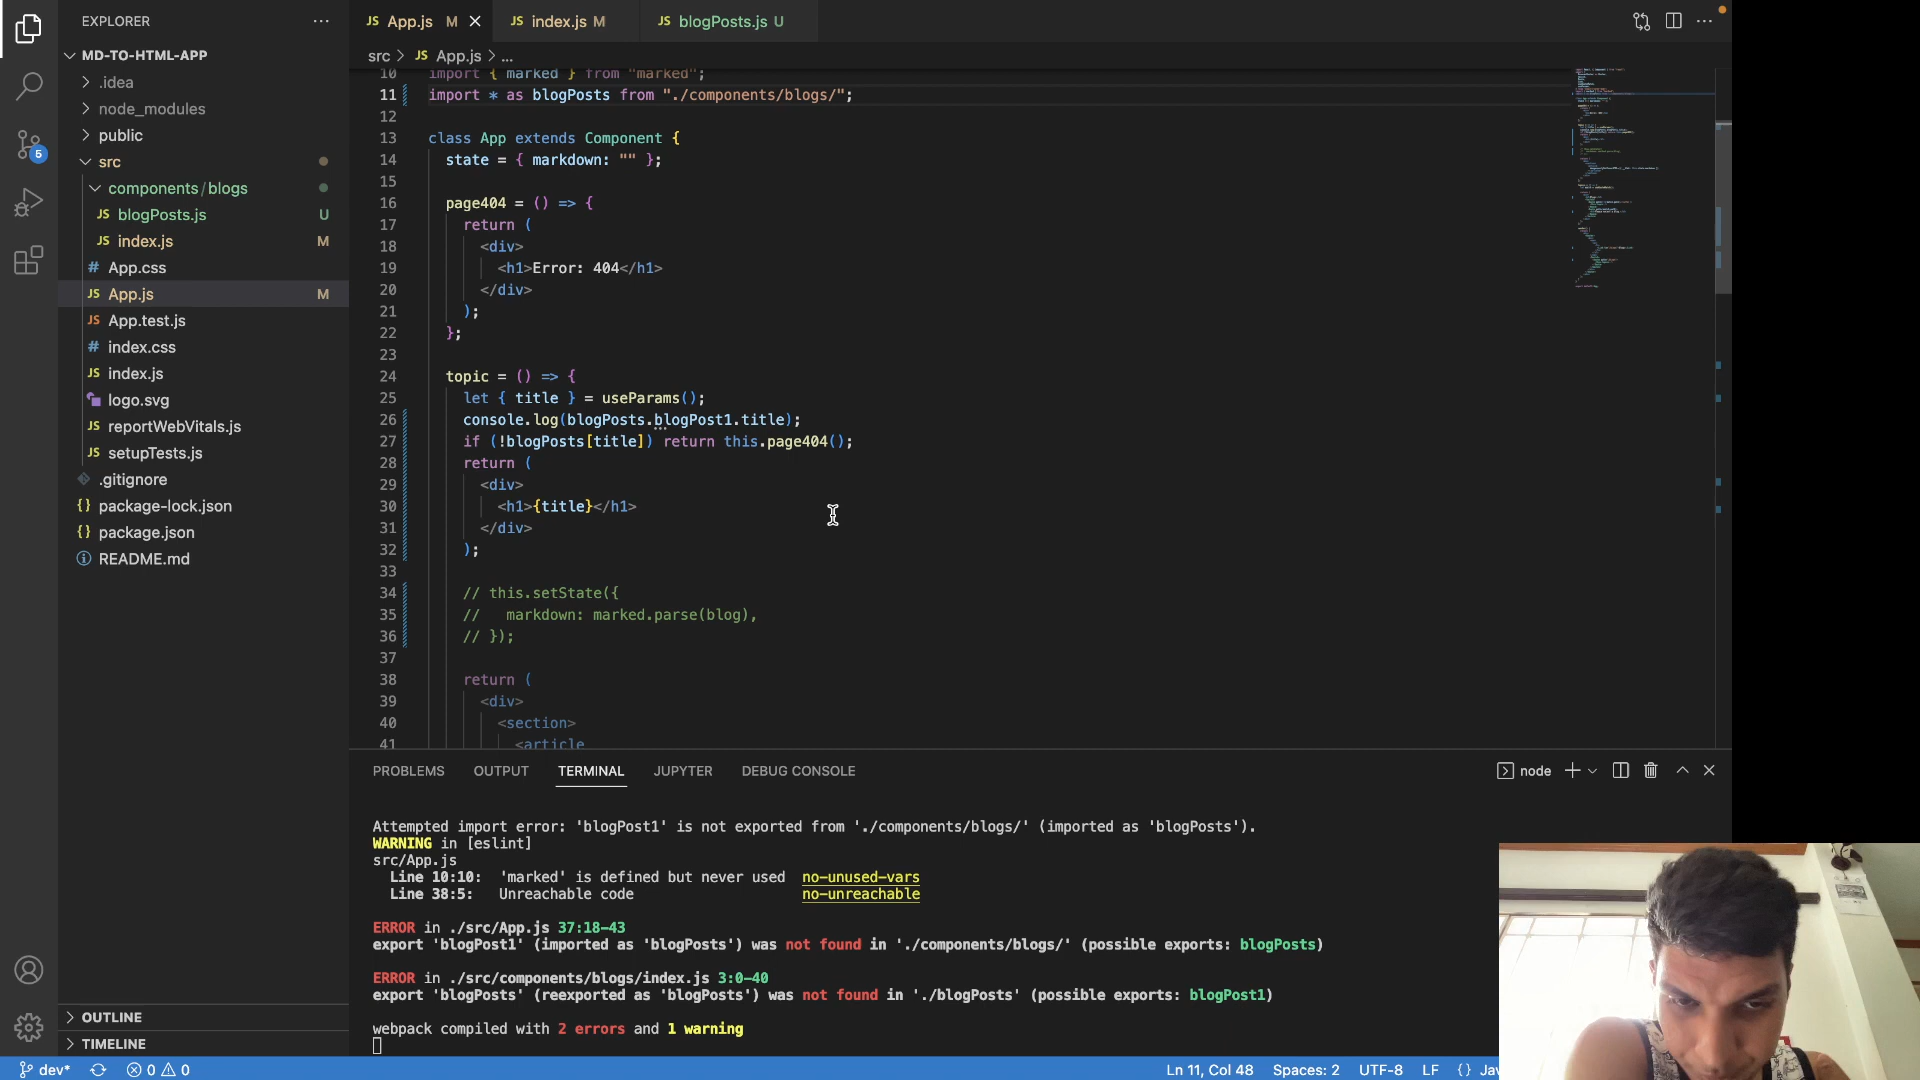 EXPLORER
MD-TO-HTML-APP
.idea
node_modules
public
src
components/blogs
JS blogPosts.js U
JS index.js M
# App.css
JS App.js M
JS App.test.js
# index.css
JS index.js
logo.svg
JS reportWebVitals.js
JS setupTests.js
.gitignore
{} package-lock.json
{} package.json
README.md
OUTLINE
TIMELINE
5
JS App.js M
JS index.js M
JS blogPosts.js U
src > JS App.js > ...
10 import { marked } from "marked";
11 import * as blogPosts from "./components/blogs/";
12
13 class App extends Component {
14 state = { markdown: "" };
15
16 page404 = () => {
17 return (
18 <div>
19 <h1>Error: 404</h1>
20 </div>
21 );
22 };
23
24 topic = () => {
25 let { title } = useParams();
26 console.log(blogPosts.blogPost1.title);
27 if (!blogPosts[title]) return this.page404();
28 return (
29 <div>
30 <h1>{title}</h1>
31 </div>
32 );
33
34 // this.setState({
35 //   markdown: marked.parse(blog),
36 // });
37
38 return (
39 <div>
40 <section>
41 <article
PROBLEMS OUTPUT TERMINAL JUPYTER DEBUG CONSOLE
node
Attempted import error: 'blogPost1' is not exported from './components/blogs/' (imported as 'blogPosts').
WARNING in [eslint]
src/App.js
Line 10:10: 'marked' is defined but never used no-unused-vars
Line 38:5: Unreachable code no-unreachable
ERROR in ./src/App.js 37:18-43
export 'blogPost1' (imported as 'blogPosts') was not found in './components/blogs/' (possible exports: blogPosts)
ERROR in ./src/components/blogs/index.js 3:0-40
export 'blogPosts' (reexported as 'blogPosts') was not found in './blogPosts' (possible exports: blogPost1)
webpack compiled with 2 errors and 1 warning
dev* 0 0
Ln 11, Col 48 Spaces: 2 UTF-8 LF {} Jav